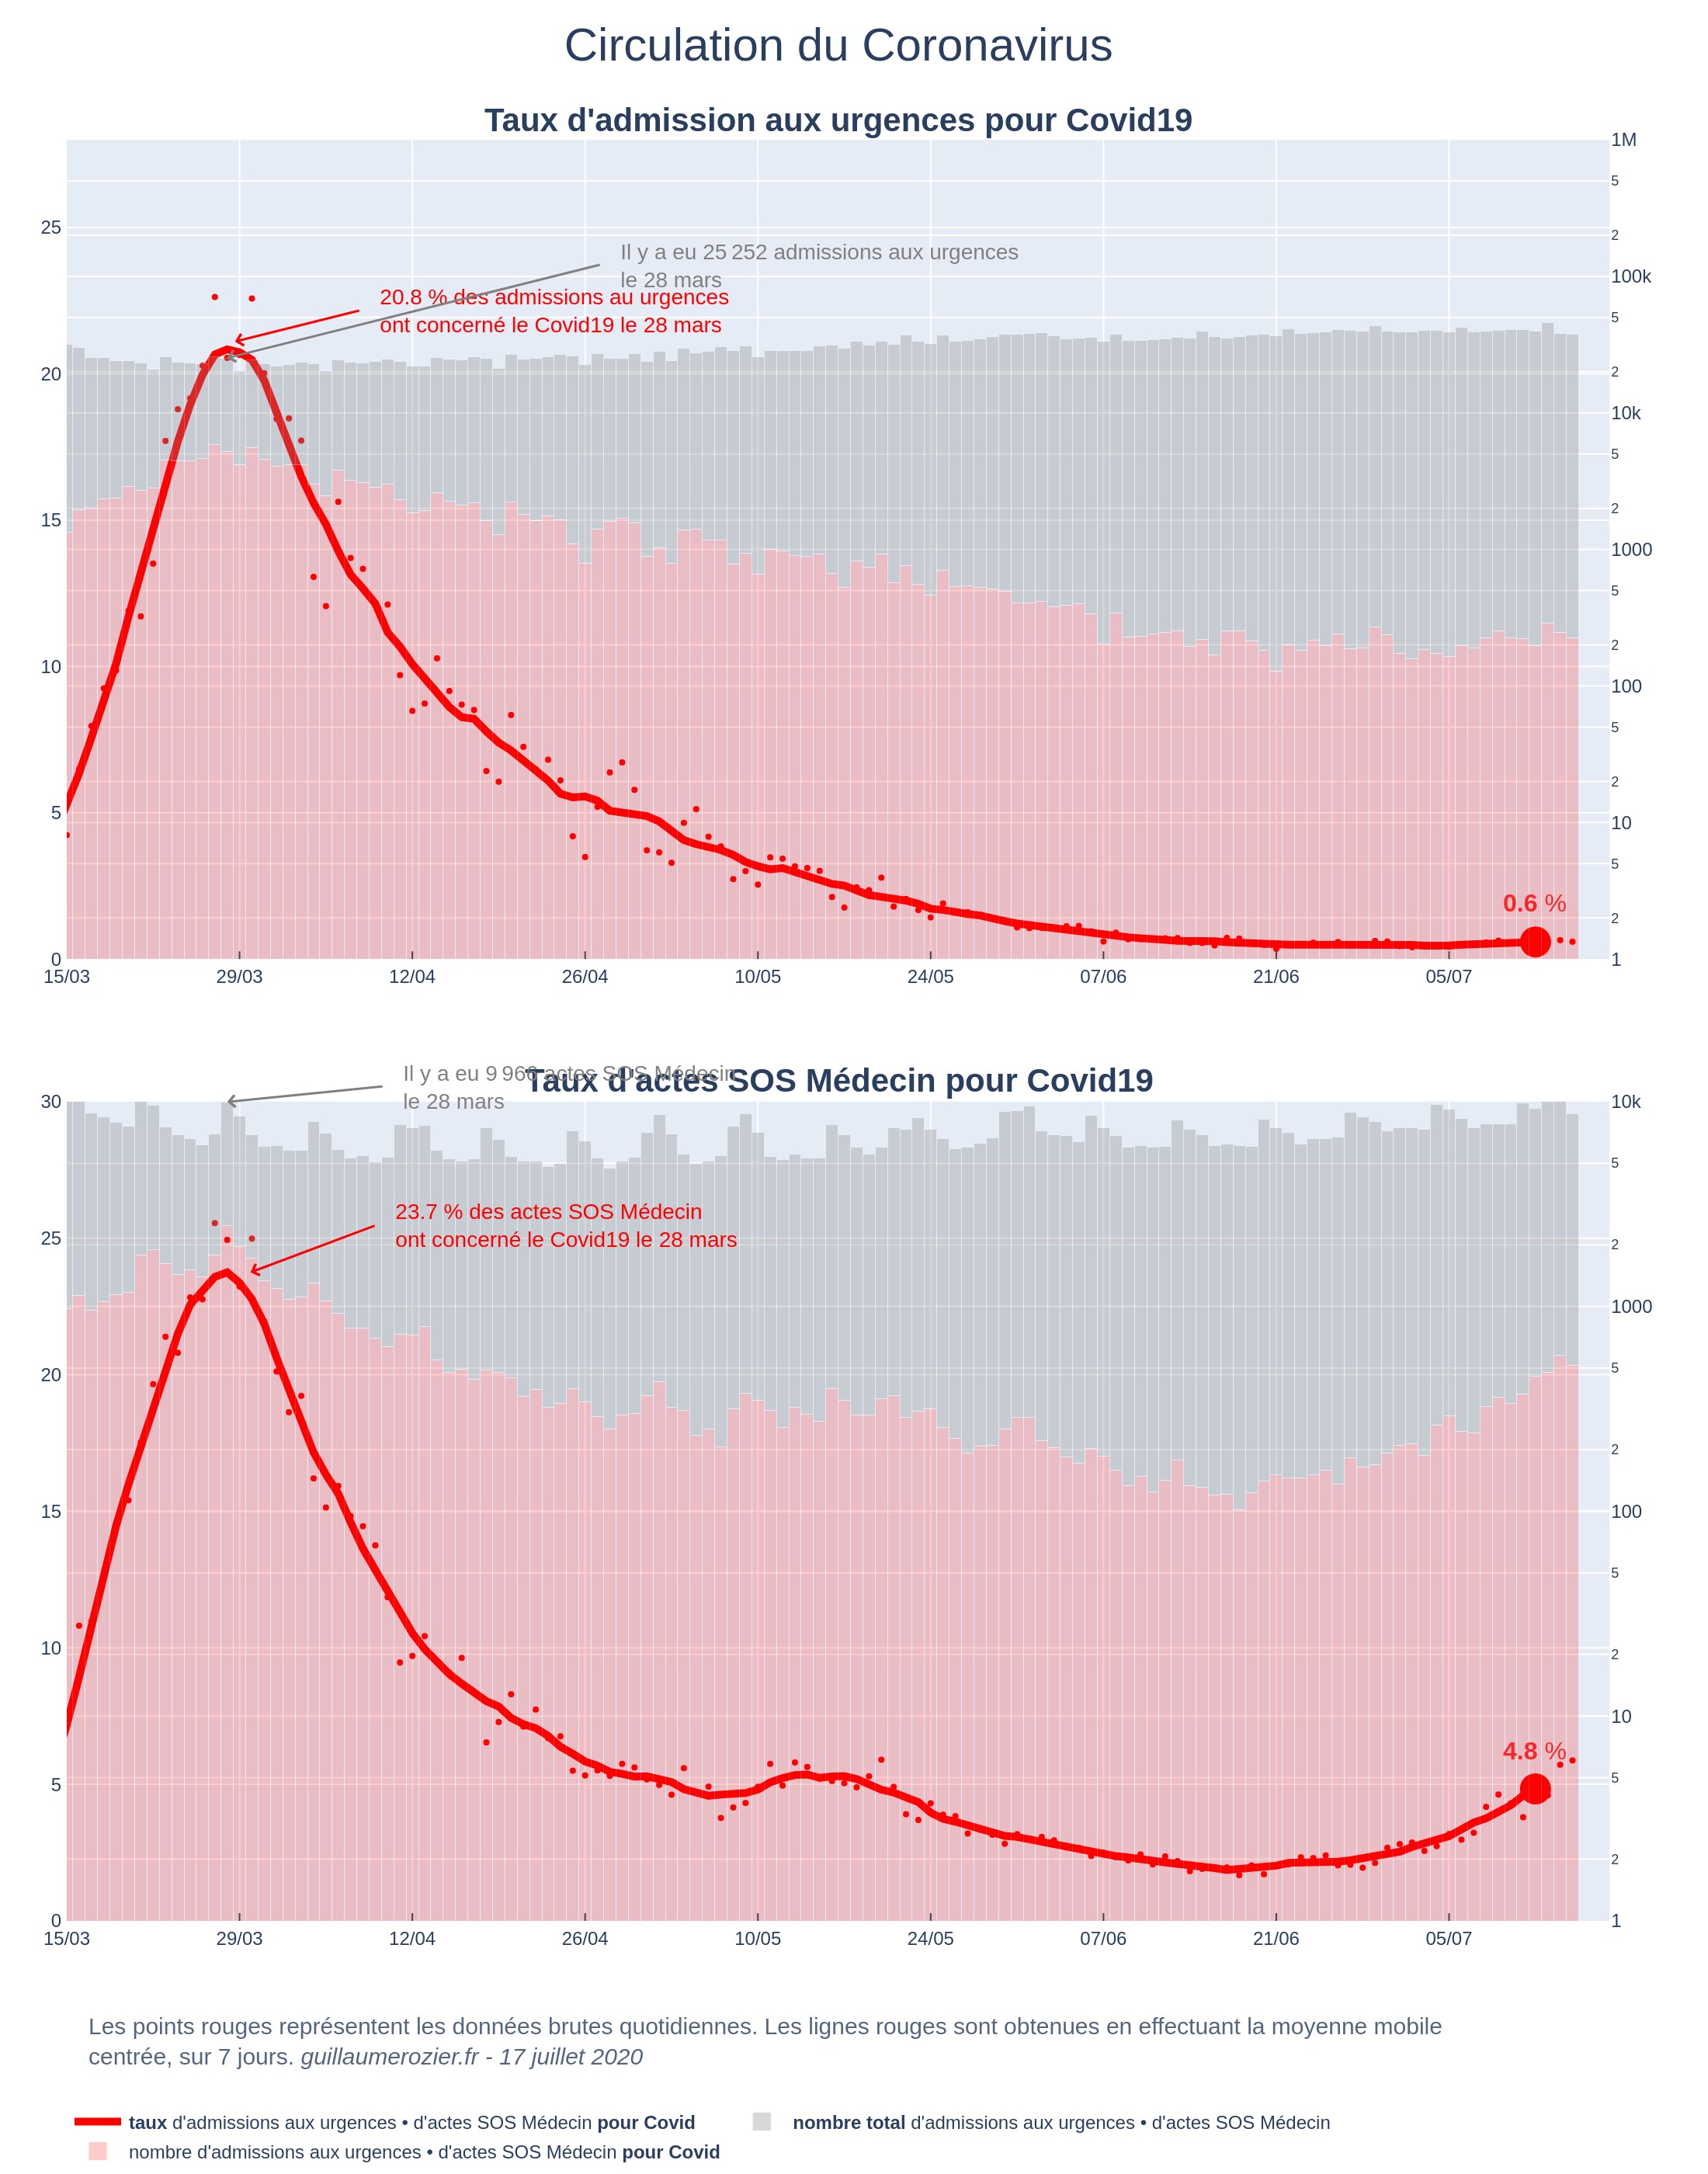 Circulation du Coronavirus
Taux d'admission aux urgences pour Covid19
1M
5
25
2
Il y a eu 25 252 admissions aux urgences
le 28 mars
100k
20.8 % des admissions au urgences
ont concerné le Covid19 le 28 mars
5
20
2
10k
5
15
2
1000
5
10
2
100
5
5
2
10
5
0.6 %
2
0
1
15/03 29/03 12/04 26/04 10/05 24/05 07/06 21/06 05/07
Il y a eu 9 966 actes SOS Médecin
le 28 mars
Taux d'actes SOS Médecin pour Covid19
30
10k
5
23.7 % des actes SOS Médecin
ont concerné le Covid19 le 28 mars
25
2
1000
20
5
2
15
100
5
10
2
10
4.8 %
5
5
2
0
1
15/03 29/03 12/04 26/04 10/05 24/05 07/06 21/06 05/07
Les points rouges représentent les données brutes quotidiennes. Les lignes rouges sont obtenues en effectuant la moyenne mobile
centrée, sur 7 jours. guillaumerozier.fr - 17 juillet 2020
taux d'admissions aux urgences • d'actes SOS Médecin pour Covid
nombre total d'admissions aux urgences • d'actes SOS Médecin
nombre d'admissions aux urgences • d'actes SOS Médecin pour Covid